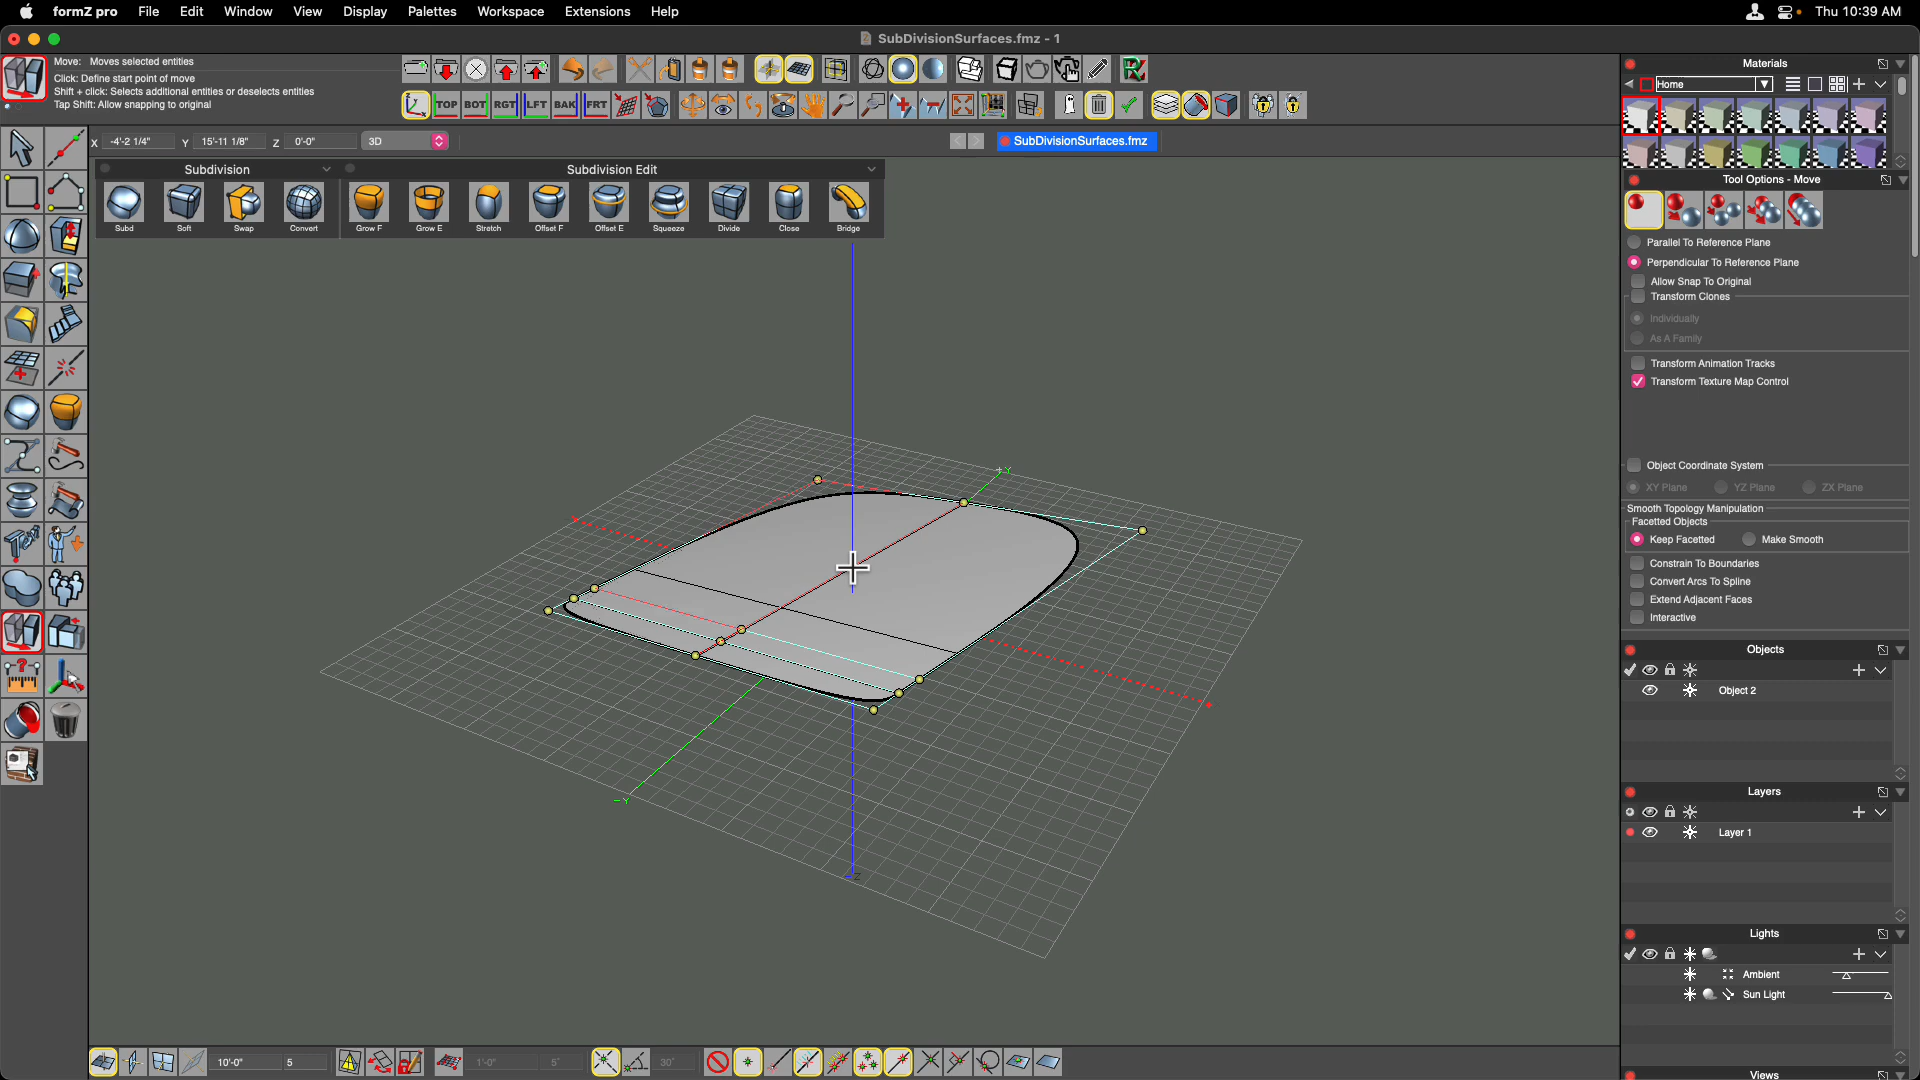 formZ pro File Edit Window View Display Palettes Workspace Extensions Help Thu 10:39 AM
SubDivisionSurfaces.fmz - 1
Move: Moves selected entities
Click: Define start point of move
Shift + click: Selects additional entities or deselects entities
Tap Shift: Allow snapping to original
TOP BOT RGT LFT BAK FRT
X -4'-2 1/4" Y 15'-11 1/8" Z 0'-0" 3D
SubDivisionSurfaces.fmz
Subdivision
Subdivision Edit
Subd Soft Swap Convert Grow F Grow E Stretch Offset F Offset E Squeeze Divide Close Bridge
+Y
-Y
-Z
Materials
Home
Tool Options - Move
Parallel To Reference Plane
Perpendicular To Reference Plane
Allow Snap To Original
Transform Clones
Individually
As A Family
Transform Animation Tracks
Transform Texture Map Control
Object Coordinate System
XY Plane YZ Plane ZX Plane
Smooth Topology Manipulation
Facetted Objects
Keep Facetted Make Smooth
Constrain To Boundaries
Convert Arcs To Spline
Extend Adjacent Faces
Interactive
Objects
Object 2
Layers
Layer 1
Lights
Ambient
Sun Light
Views
10'-0" 5 1'-0" 5" 30°